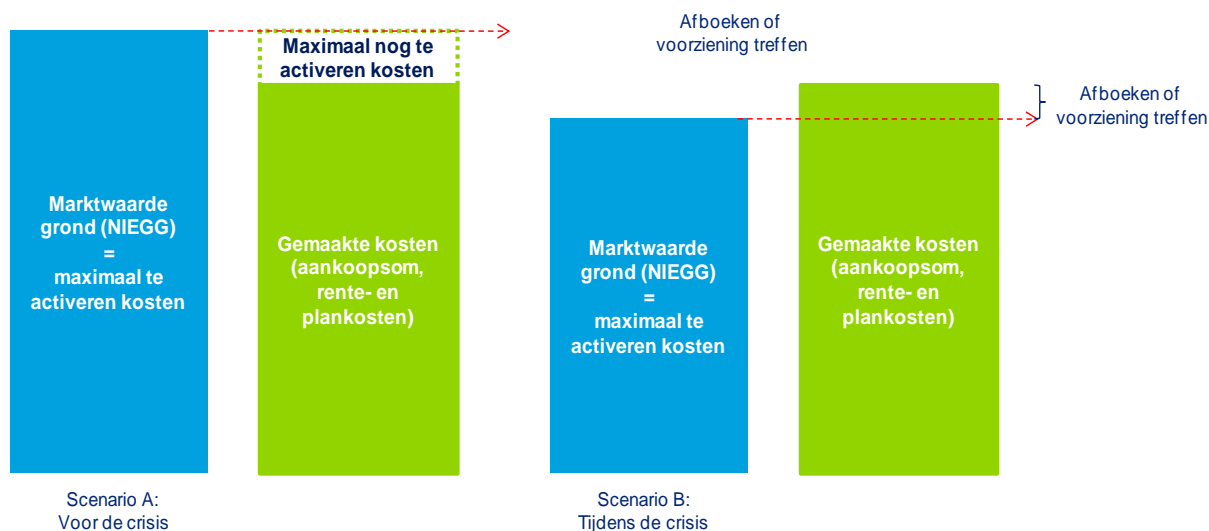 Afboeken of
voorziening treffen
Maximaal nog te
activeren kosten
Marktwaarde
grond (NIEGG)
=
maximaal te
activeren kosten
Gemaakte kosten
(aankoopsom,
rente- en
plankosten)
Scenario A:
Voor de crisis
Afboeken of
voorziening treffen
Marktwaarde
grond (NIEGG)
=
maximaal te
activeren kosten
Gemaakte kosten
(aankoopsom,
rente- en
plankosten)
Scenario B:
Tijdens de crisis